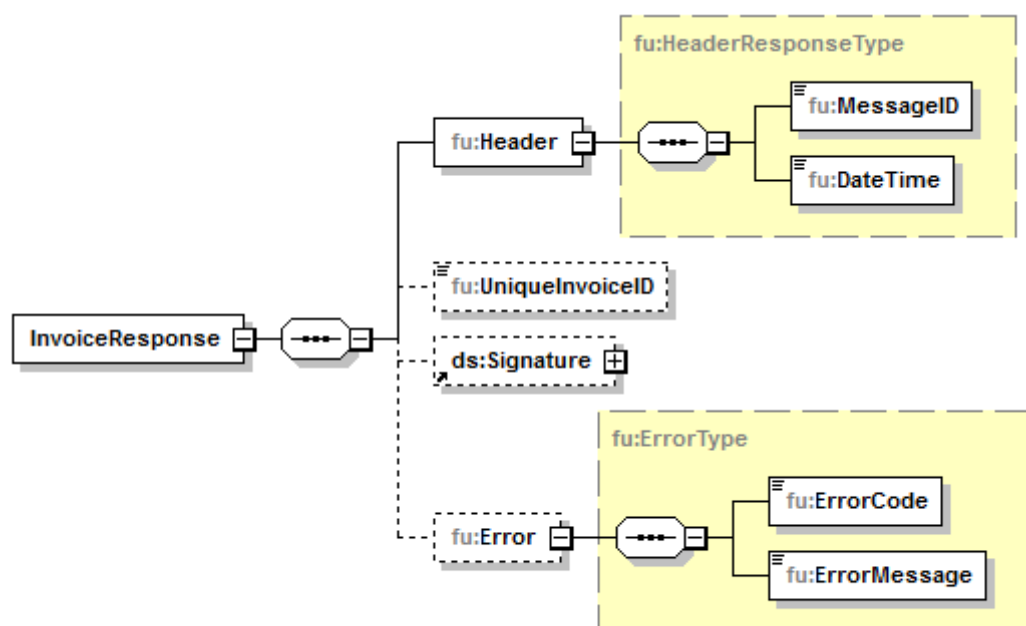 fu:HeaderResponseType
fu:MessageID
fu:Header
fu:DateTime
fu:UniqueInvoiceID
InvoiceResponse
ds:Signature
fu:ErrorType
fu:ErrorCode
fu:Error
fu:ErrorMessage